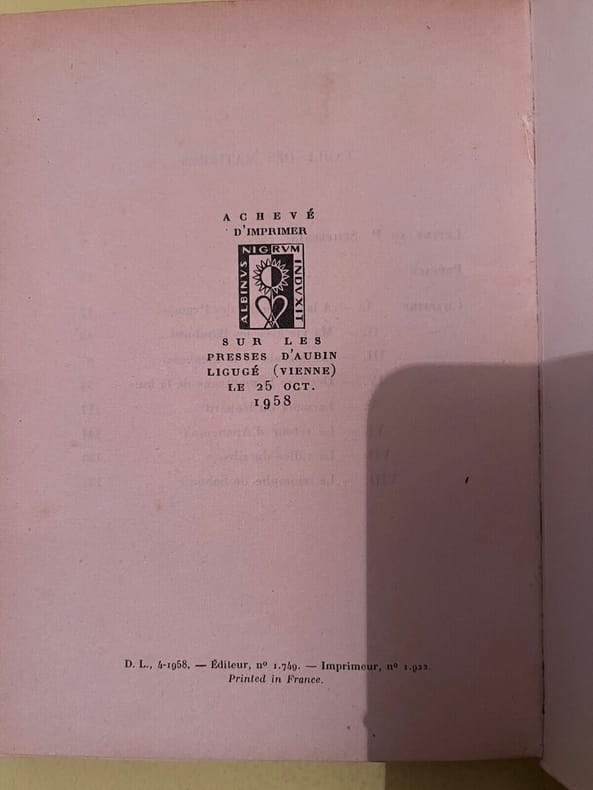 ACHEVÉ
D'IMPRIMER
ALBINVS
NIGRVM
INDVXIT
SUR LES
PRESSES D'AUBIN
LIGUGÉ (VIENNE)
LE 25 OCT.
1958
D. L., 4-1958. — Éditeur, nº 1.749. — Imprimeur, nº 1.922.
Printed in France.